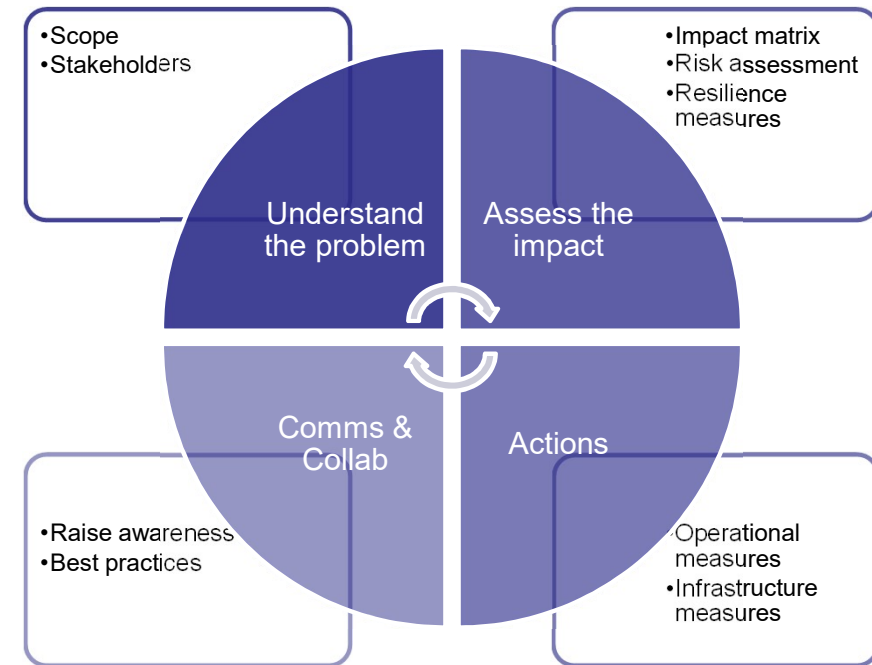 •Scope
•Stakeholders
•Impact matrix
•Risk assessment
•Resilience
measures
Understand
the problem
Assess the
impact
Comms &
Collab
Actions
•Raise awareness
•Best practices
•Operational
measures
•Infrastructure
measures